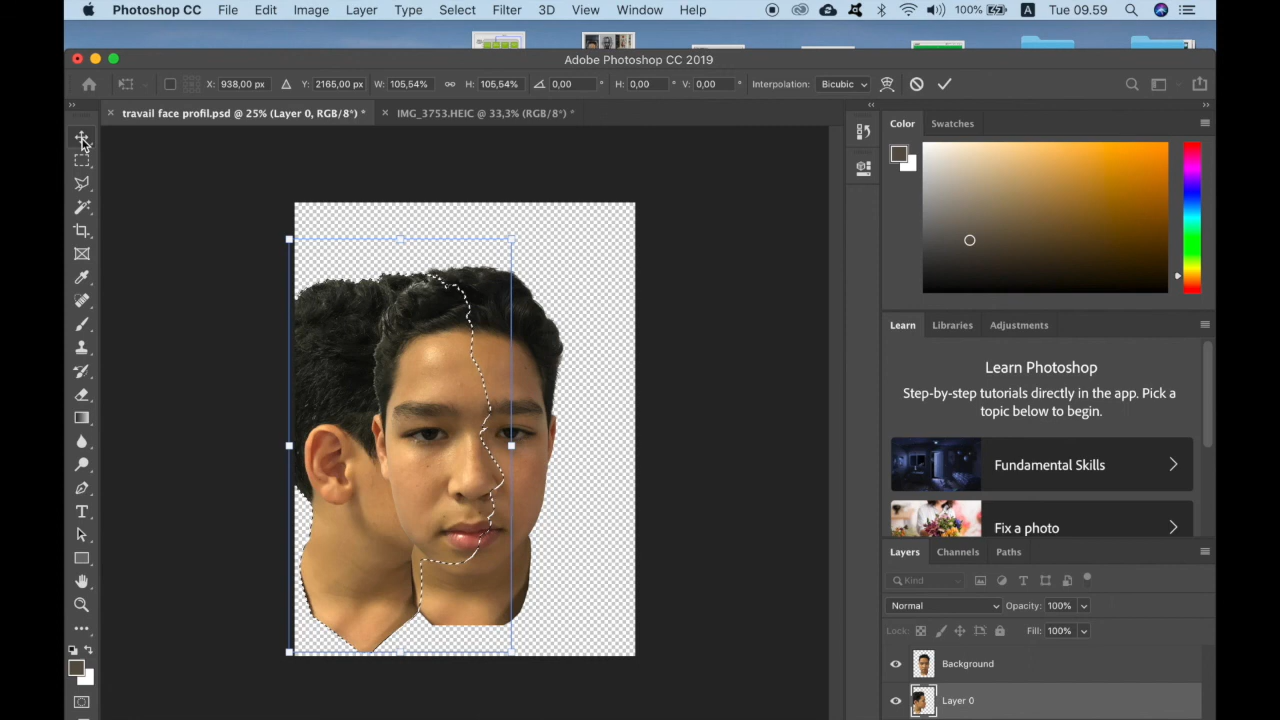 Photoshop CC File Edit Image Layer Type Select Filter 3D View Window Help 100% A Tue 09.59
Adobe Photoshop CC 2019
X: 938,00 px Y: 2165,00 px W: 105,54% H: 105,54% 0,00 ° H: 0,00 ° V: 0,00 ° Interpolation: Bicubic
travail face profil.psd @ 25% (Layer 0, RGB/8*) * IMG_3753.HEIC @ 33,3% (RGB/8*) *
Color Swatches
Learn Libraries Adjustments
Learn Photoshop
Step-by-step tutorials directly in the app. Pick a
topic below to begin.
Fundamental Skills
Fix a photo
Layers Channels Paths
Kind
Normal Opacity: 100%
Lock: Fill: 100%
Background
Layer 0